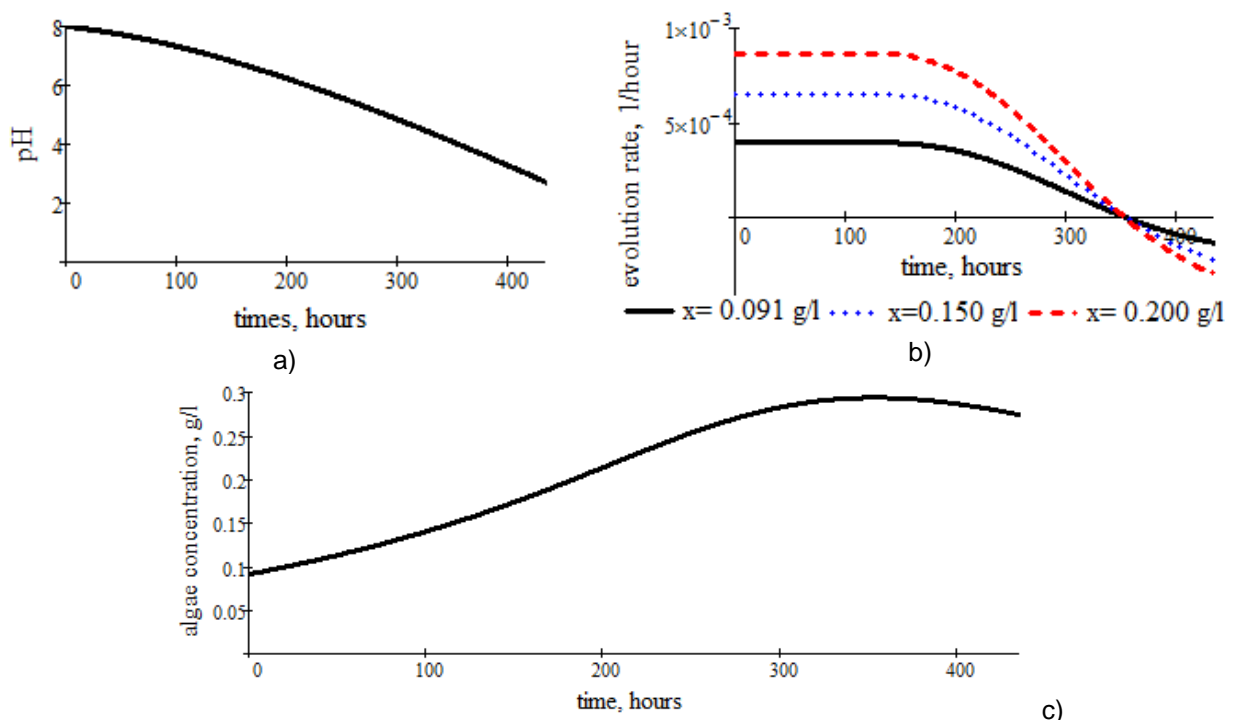 8
6
4
2
pH
0 100 200 300 400
times, hours
a)
1×10⁻³
5×10⁻⁴
evolution rate, 1/hour
0 100 200 300 400
time, hours
x= 0.091 g/l x=0.150 g/l x= 0.200 g/l
b)
0.3
0.25
0.2
0.15
0.1
0.05
algae concentration, g/l
0 100 200 300 400
time, hours
c)